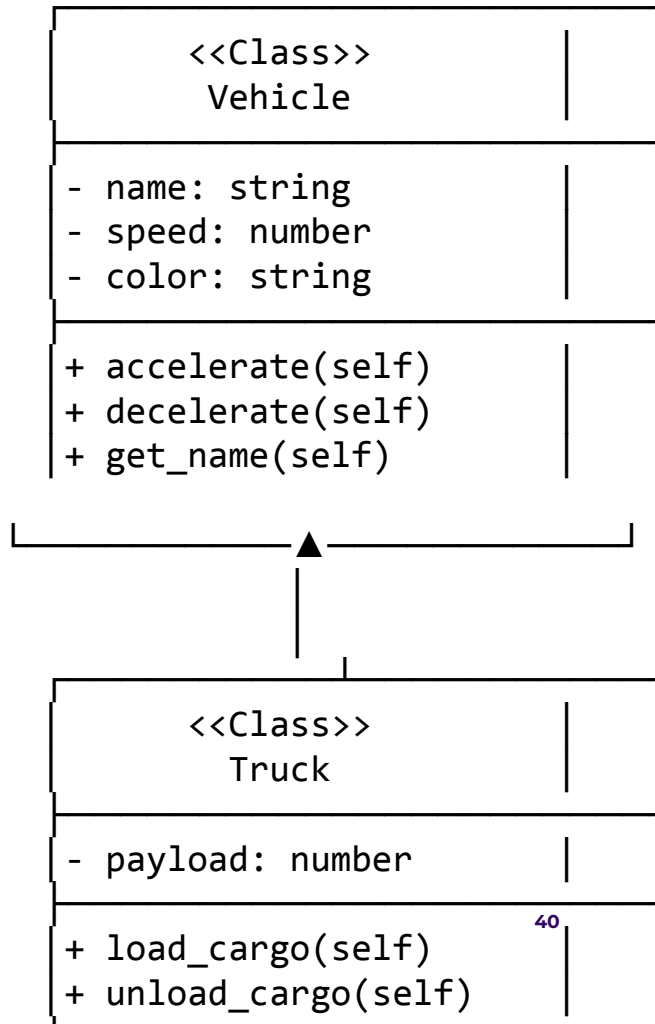 <<Class>>
Vehicle
- name: string
- speed: number
- color: string
+ accelerate(self)
+ decelerate(self)
+ get_name(self)
<<Class>>
Truck
- payload: number
40
+ load_cargo(self)
+ unload_cargo(self)